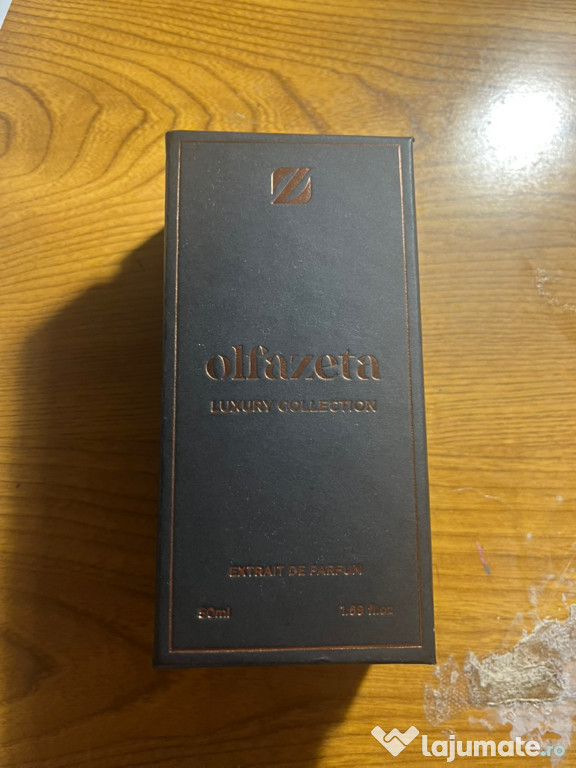 olfazeta
LUXURY COLLECTION
EXTRAIT DE PARFUM
50ml 1.69 fl.oz
lajumate.ro